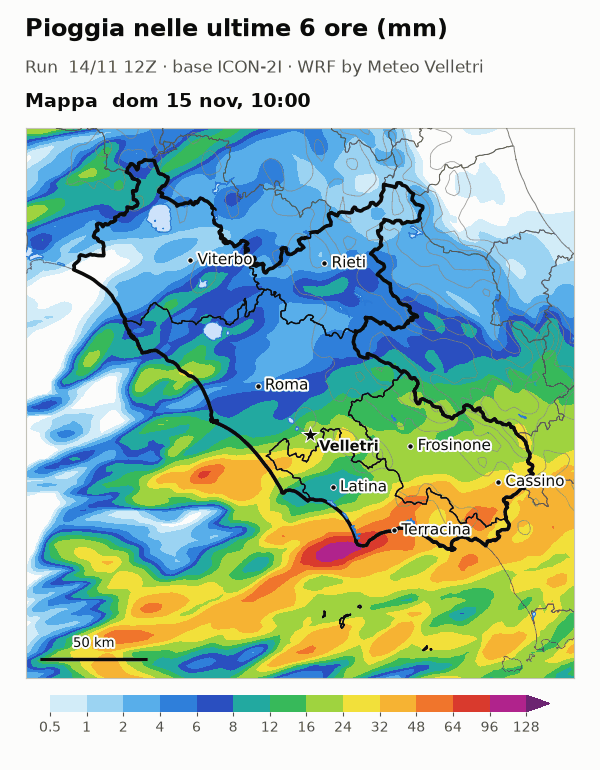 Pioggia nelle ultime 6 ore (mm)
Run 14/11 12Z · base ICON-2I · WRF by Meteo Velletri
Mappa dom 15 nov, 10:00
Viterbo
Rieti
Roma
Velletri
Frosinone
Latina
Cassino
Terracina
50 km
0.5 1 2 4 6 8 12 16 24 32 48 64 96 128